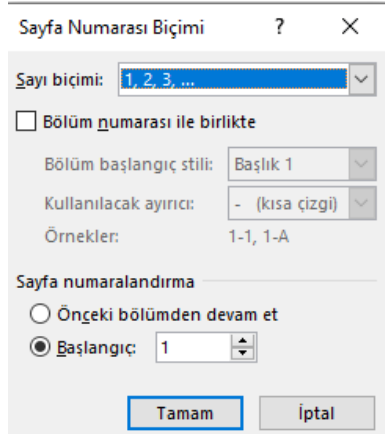 Sayfa Numarası Biçimi ? ×
Sayı biçimi: 1, 2, 3, ...
Bölüm numarası ile birlikte
Bölüm başlangıç stili: Başlık 1
Kullanılacak ayırıcı: - (kısa çizgi)
Örnekler: 1-1, 1-A
Sayfa numaralandırma
Önceki bölümden devam et
Başlangıç: 1
Tamam İptal